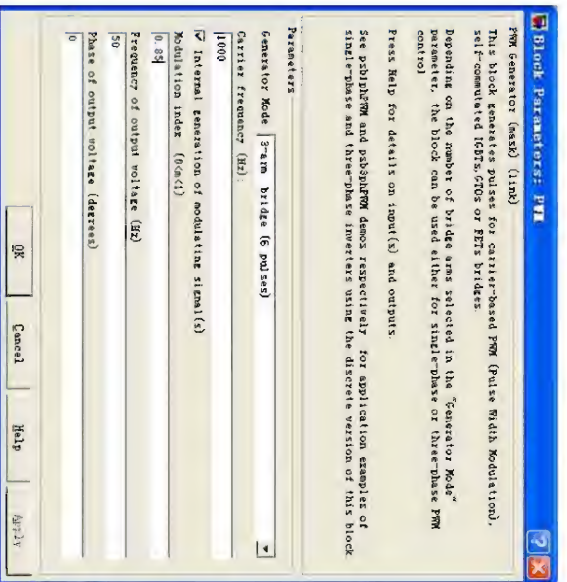 Block Parameters: PWM
PWM Generator (mask) (link)
This block generates pulses for carrier-based PWM (Pulse Width Modulation),
self-commutated IGBTs,GTOs or FETs bridges.
Depending on the number of bridge arms selected in the "Generator Mode"
parameter, the block can be used either for single-phase or three-phase PWM
control
Press Help for details on input(s) and outputs.
See psb1phPWM and psb3phPWM demos respectively for application examples of
single-phase and three-phase inverters using the discrete version of this block
Parameters
Generator Mode 3-arm bridge (6 pulses)
Carrier frequency (Hz):
1000
Internal generation of modulating signal(s)
Modulation index (0<m<1)
0.85
Frequency of output voltage (Hz)
50
Phase of output voltage (degrees)
0
OK Cancel Help Apply